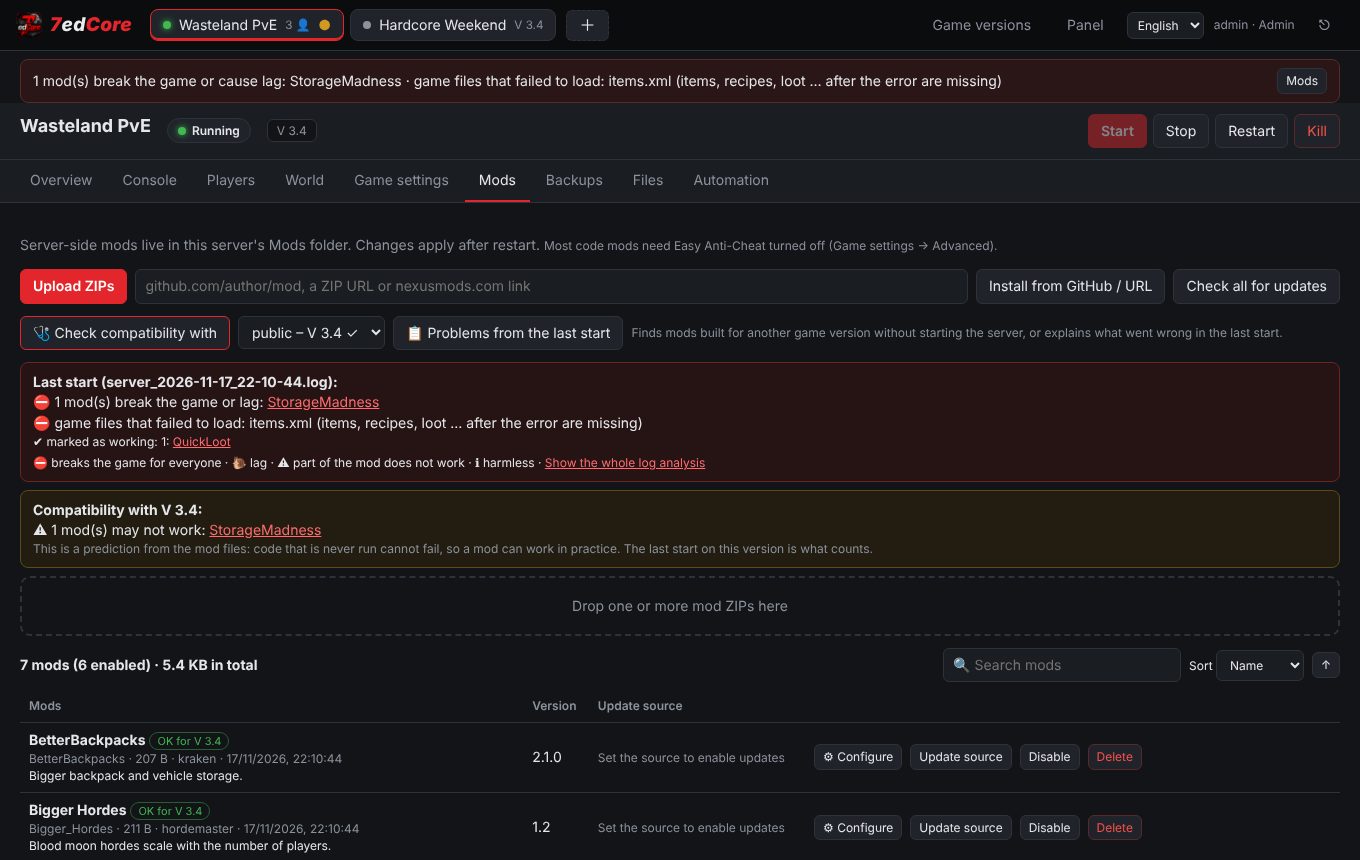 7edCore
Wasteland PvE 3 👤
Hardcore Weekend V 3.4
+
Game versions
Panel
English
admin · Admin
1 mod(s) break the game or cause lag: StorageMadness · game files that failed to load: items.xml (items, recipes, loot ... after the error are missing)
Mods
Wasteland PvE
Running
V 3.4
Start
Stop
Restart
Kill
Overview
Console
Players
World
Game settings
Mods
Backups
Files
Automation
Server-side mods live in this server's Mods folder. Changes apply after restart. Most code mods need Easy Anti-Cheat turned off (Game settings → Advanced).
Upload ZIPs
github.com/author/mod, a ZIP URL or nexusmods.com link
Install from GitHub / URL
Check all for updates
🩺 Check compatibility with
public – V 3.4 ✓
📋 Problems from the last start
Finds mods built for another game version without starting the server, or explains what went wrong in the last start.
Last start (server_2026-11-17_22-10-44.log):
⛔ 1 mod(s) break the game or lag: StorageMadness
⛔ game files that failed to load: items.xml (items, recipes, loot ... after the error are missing)
✔ marked as working: 1: QuickLoot
⛔ breaks the game for everyone · 🐌 lag · ⚠ part of the mod does not work · ℹ harmless · Show the whole log analysis
Compatibility with V 3.4:
⚠ 1 mod(s) may not work: StorageMadness
This is a prediction from the mod files: code that is never run cannot fail, so a mod can work in practice. The last start on this version is what counts.
Drop one or more mod ZIPs here
7 mods (6 enabled) · 5.4 KB in total
🔍 Search mods
Sort
Name
↑
Mods
Version
Update source
BetterBackpacks OK for V 3.4
BetterBackpacks · 207 B · kraken · 17/11/2026, 22:10:44
Bigger backpack and vehicle storage.
2.1.0
Set the source to enable updates
⚙ Configure
Update source
Disable
Delete
Bigger Hordes OK for V 3.4
Bigger_Hordes · 211 B · hordemaster · 17/11/2026, 22:10:44
Blood moon hordes scale with the number of players.
1.2
Set the source to enable updates
⚙ Configure
Update source
Disable
Delete